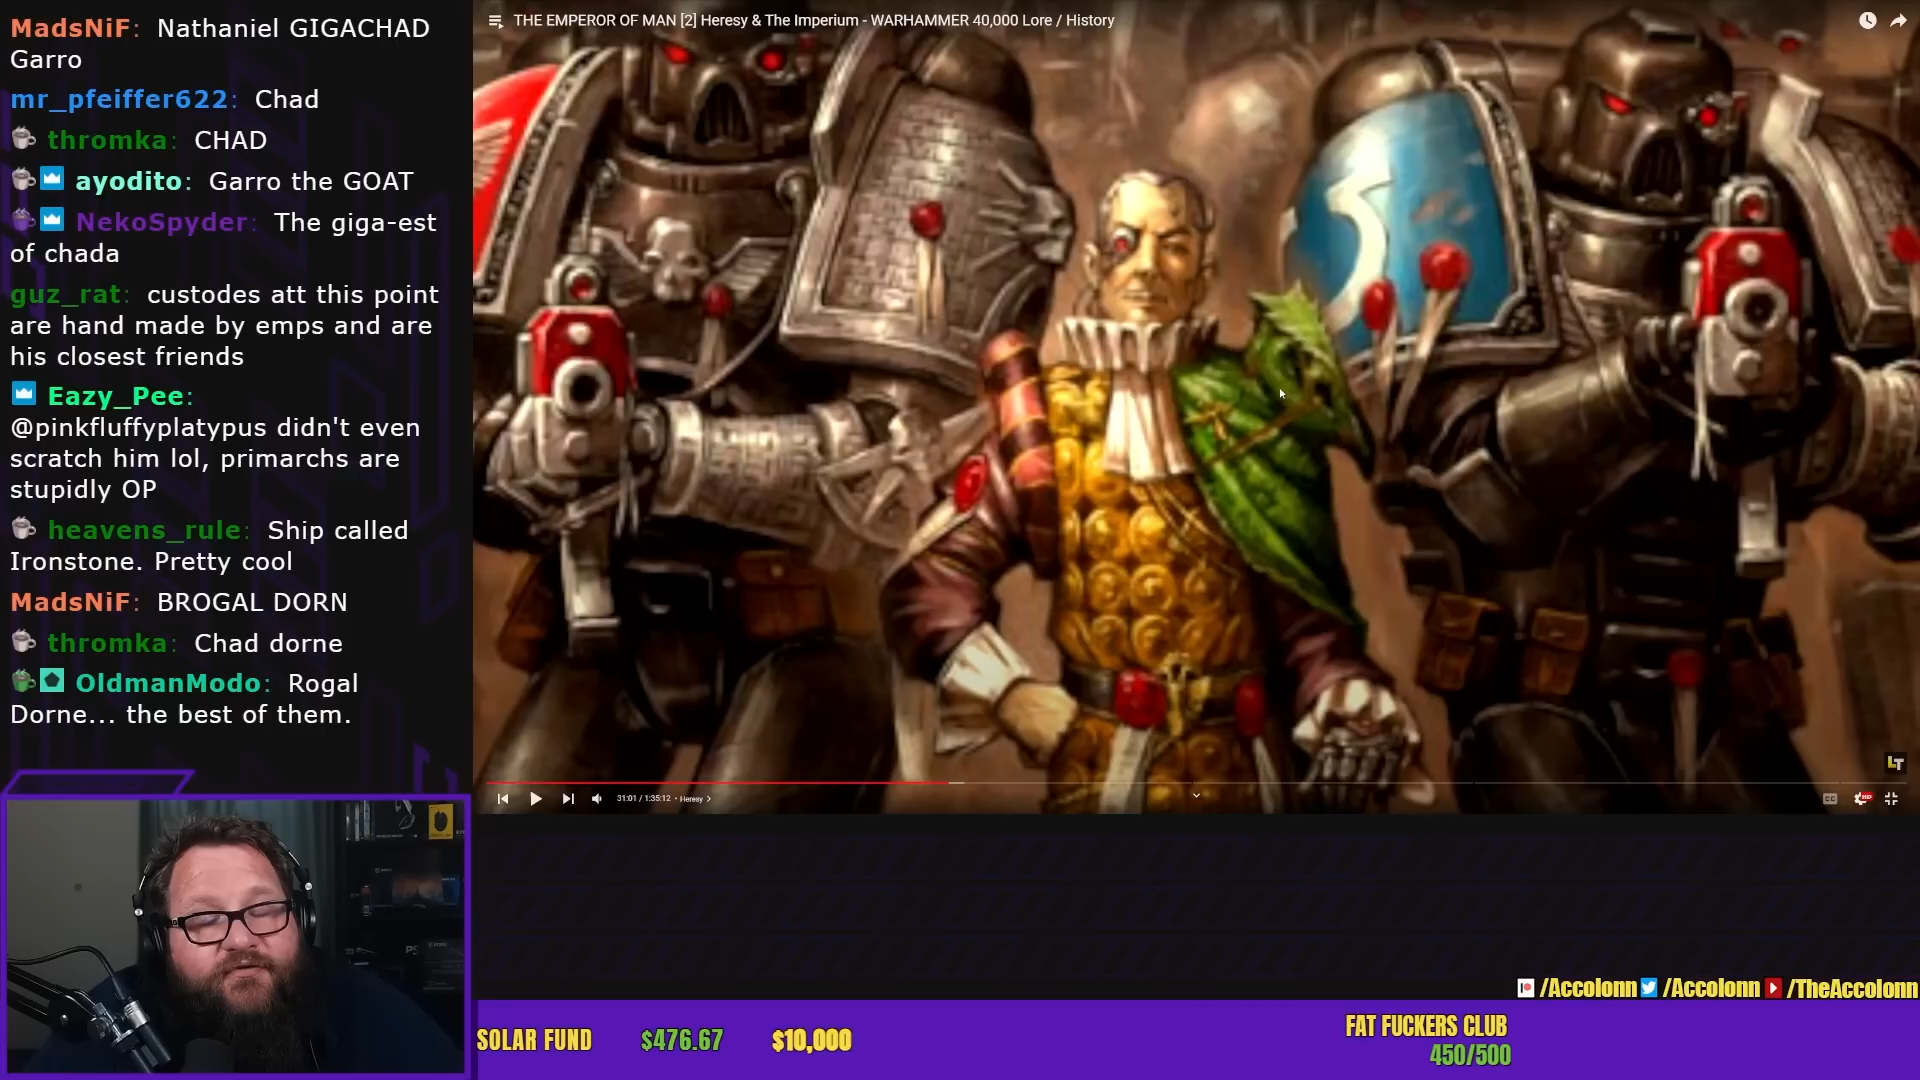 MadsNiF: Nathaniel GIGACHAD
Garro
mr_pfeiffer622: Chad
thromka: CHAD
ayodito: Garro the GOAT
NekoSpyder: The giga-est
of chada
guz_rat: custodes att this point
are hand made by emps and are
his closest friends
Eazy_Pee:
@pinkfluffyplatypus didn't even
scratch him lol, primarchs are
stupidly OP
heavens_rule: Ship called
Ironstone. Pretty cool
MadsNiF: BROGAL DORN
thromka: Chad dorne
OldmanModo: Rogal
Dorne... the best of them.
THE EMPEROR OF MAN [2] Heresy & The Imperium - WARHAMMER 40,000 Lore / History
LT
31:01 / 1:35:12 • Heresy >
CC
HD
/Accolonn /Accolonn /TheAccolonn
SOLAR FUND $476.67 $10,000
FAT FUCKERS CLUB
450/500